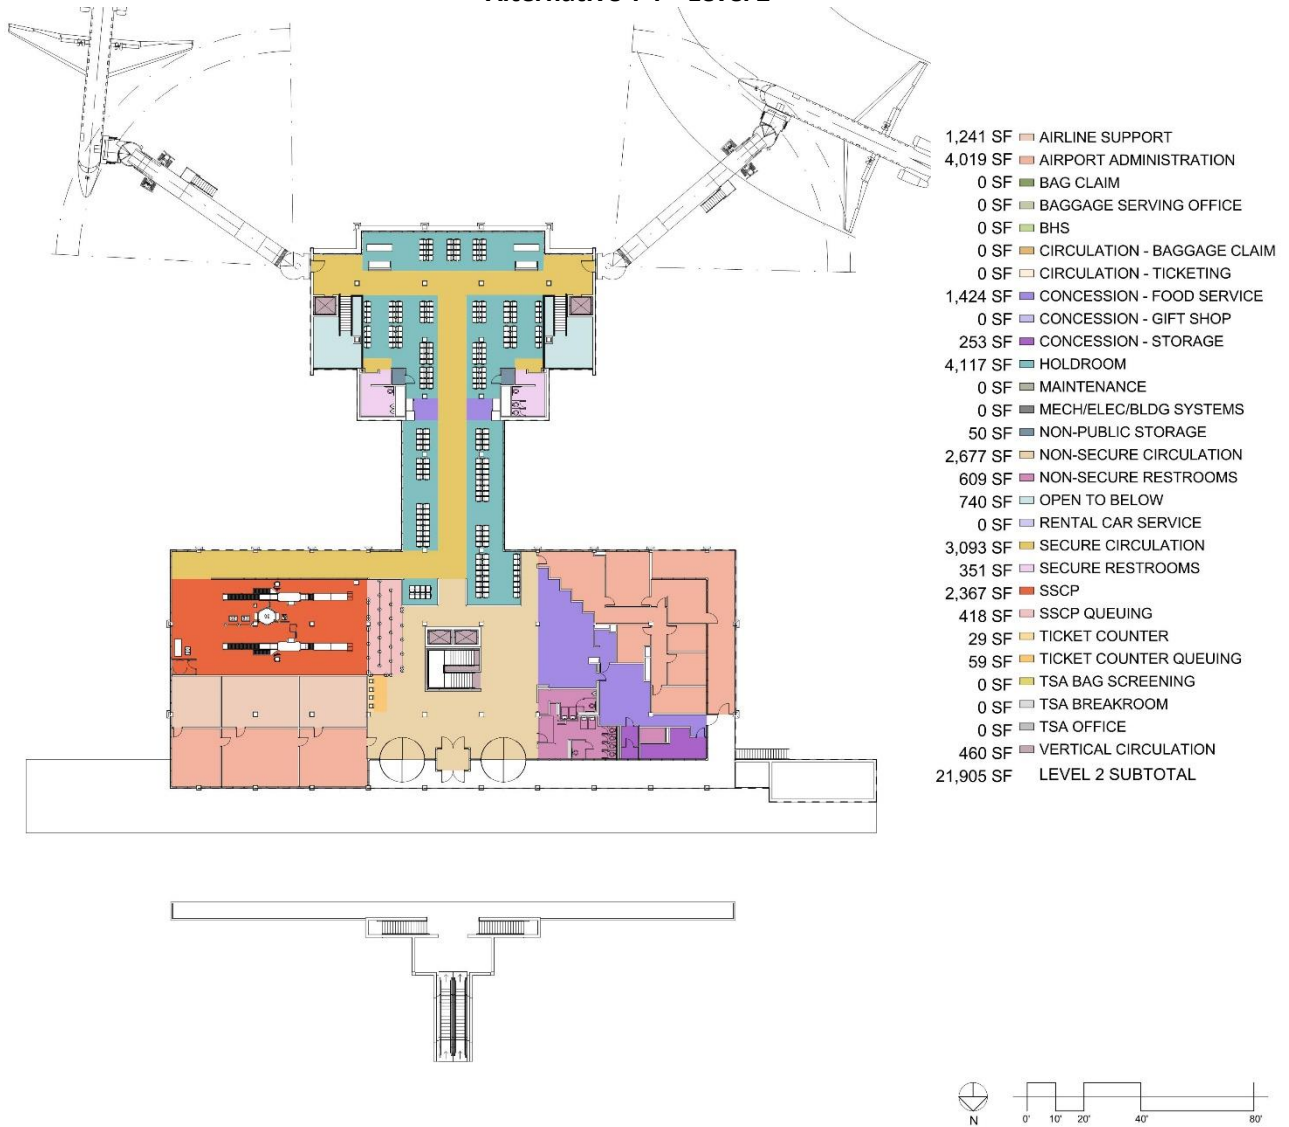 1,241 SF AIRLINE SUPPORT
4,019 SF AIRPORT ADMINISTRATION
0 SF BAG CLAIM
0 SF BAGGAGE SERVING OFFICE
0 SF BHS
0 SF CIRCULATION - BAGGAGE CLAIM
0 SF CIRCULATION - TICKETING
1,424 SF CONCESSION - FOOD SERVICE
0 SF CONCESSION - GIFT SHOP
253 SF CONCESSION - STORAGE
4,117 SF HOLDROOM
0 SF MAINTENANCE
0 SF MECH/ELEC/BLDG SYSTEMS
50 SF NON-PUBLIC STORAGE
2,677 SF NON-SECURE CIRCULATION
609 SF NON-SECURE RESTROOMS
740 SF OPEN TO BELOW
0 SF RENTAL CAR SERVICE
3,093 SF SECURE CIRCULATION
351 SF SECURE RESTROOMS
2,367 SF SSCP
418 SF SSCP QUEUING
29 SF TICKET COUNTER
59 SF TICKET COUNTER QUEUING
0 SF TSA BAG SCREENING
0 SF TSA BREAKROOM
0 SF TSA OFFICE
460 SF VERTICAL CIRCULATION
21,905 SF LEVEL 2 SUBTOTAL
N 0' 10' 20' 40' 80'